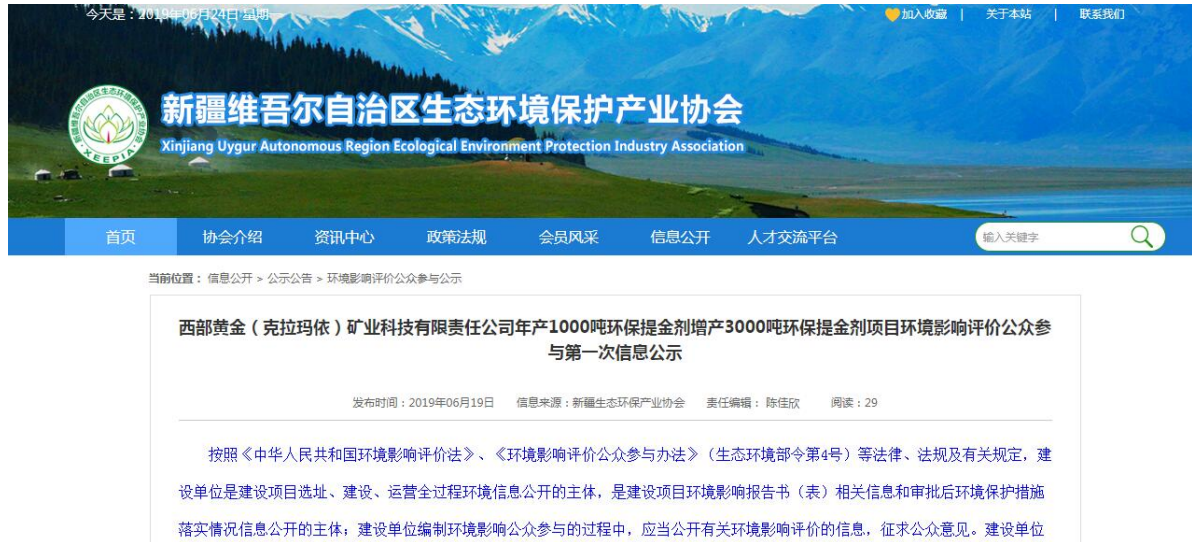 今天是：2019年06月24日 星期一
加入收藏 | 关于本站 | 联系我们
新疆维吾尔自治区生态环境保护产业协会
Xinjiang Uygur Autonomous Region Ecological Environment Protection Industry Association
XEEPIA
首页 协会介绍 资讯中心 政策法规 会员风采 信息公开 人才交流平台 输入关键字
当前位置： 信息公开 > 公示公告 > 环境影响评价公众参与公示
西部黄金（克拉玛依）矿业科技有限责任公司年产1000吨环保提金剂增产3000吨环保提金剂项目环境影响评价公众参
与第一次信息公示
发布时间：2019年06月19日 信息来源：新疆生态环保产业协会 责任编辑： 陈佳欣 阅读：29
按照《中华人民共和国环境影响评价法》、《环境影响评价公众参与办法》（生态环境部令第4号）等法律、法规及有关规定，建
设单位是建设项目选址、建设、运营全过程环境信息公开的主体，是建设项目环境影响报告书（表）相关信息和审批后环境保护措施
落实情况信息公开的主体；建设单位编制环境影响公众参与的过程中，应当公开有关环境影响评价的信息，征求公众意见。建设单位